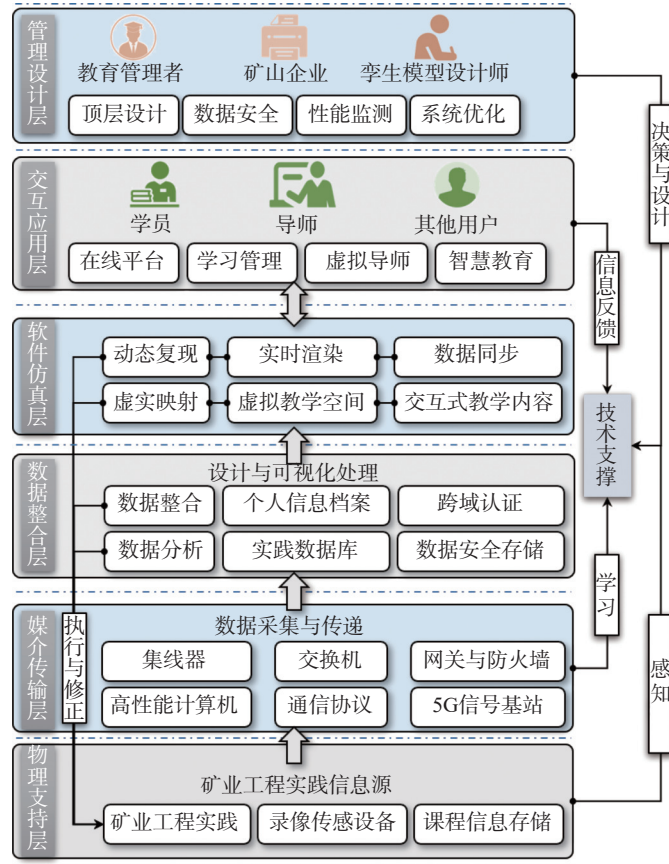 管理设计层
教育管理者 矿山企业 孪生模型设计师
顶层设计 数据安全 性能监测 系统优化
交互应用层
学员 导师 其他用户
在线平台 学习管理 虚拟导师 智慧教育
软件仿真层
动态复现 实时渲染 数据同步
虚实映射 虚拟教学空间 交互式教学内容
数据整合层
设计与可视化处理
数据整合 个人信息档案 跨域认证
数据分析 实践数据库 数据安全存储
媒介传输层
数据采集与传递
集线器 交换机 网关与防火墙
高性能计算机 通信协议 5G信号基站
物理支持层
矿业工程实践信息源
矿业工程实践 录像传感设备 课程信息存储
执行与修正
决策与设计
信息反馈
技术支撑
学习
感知